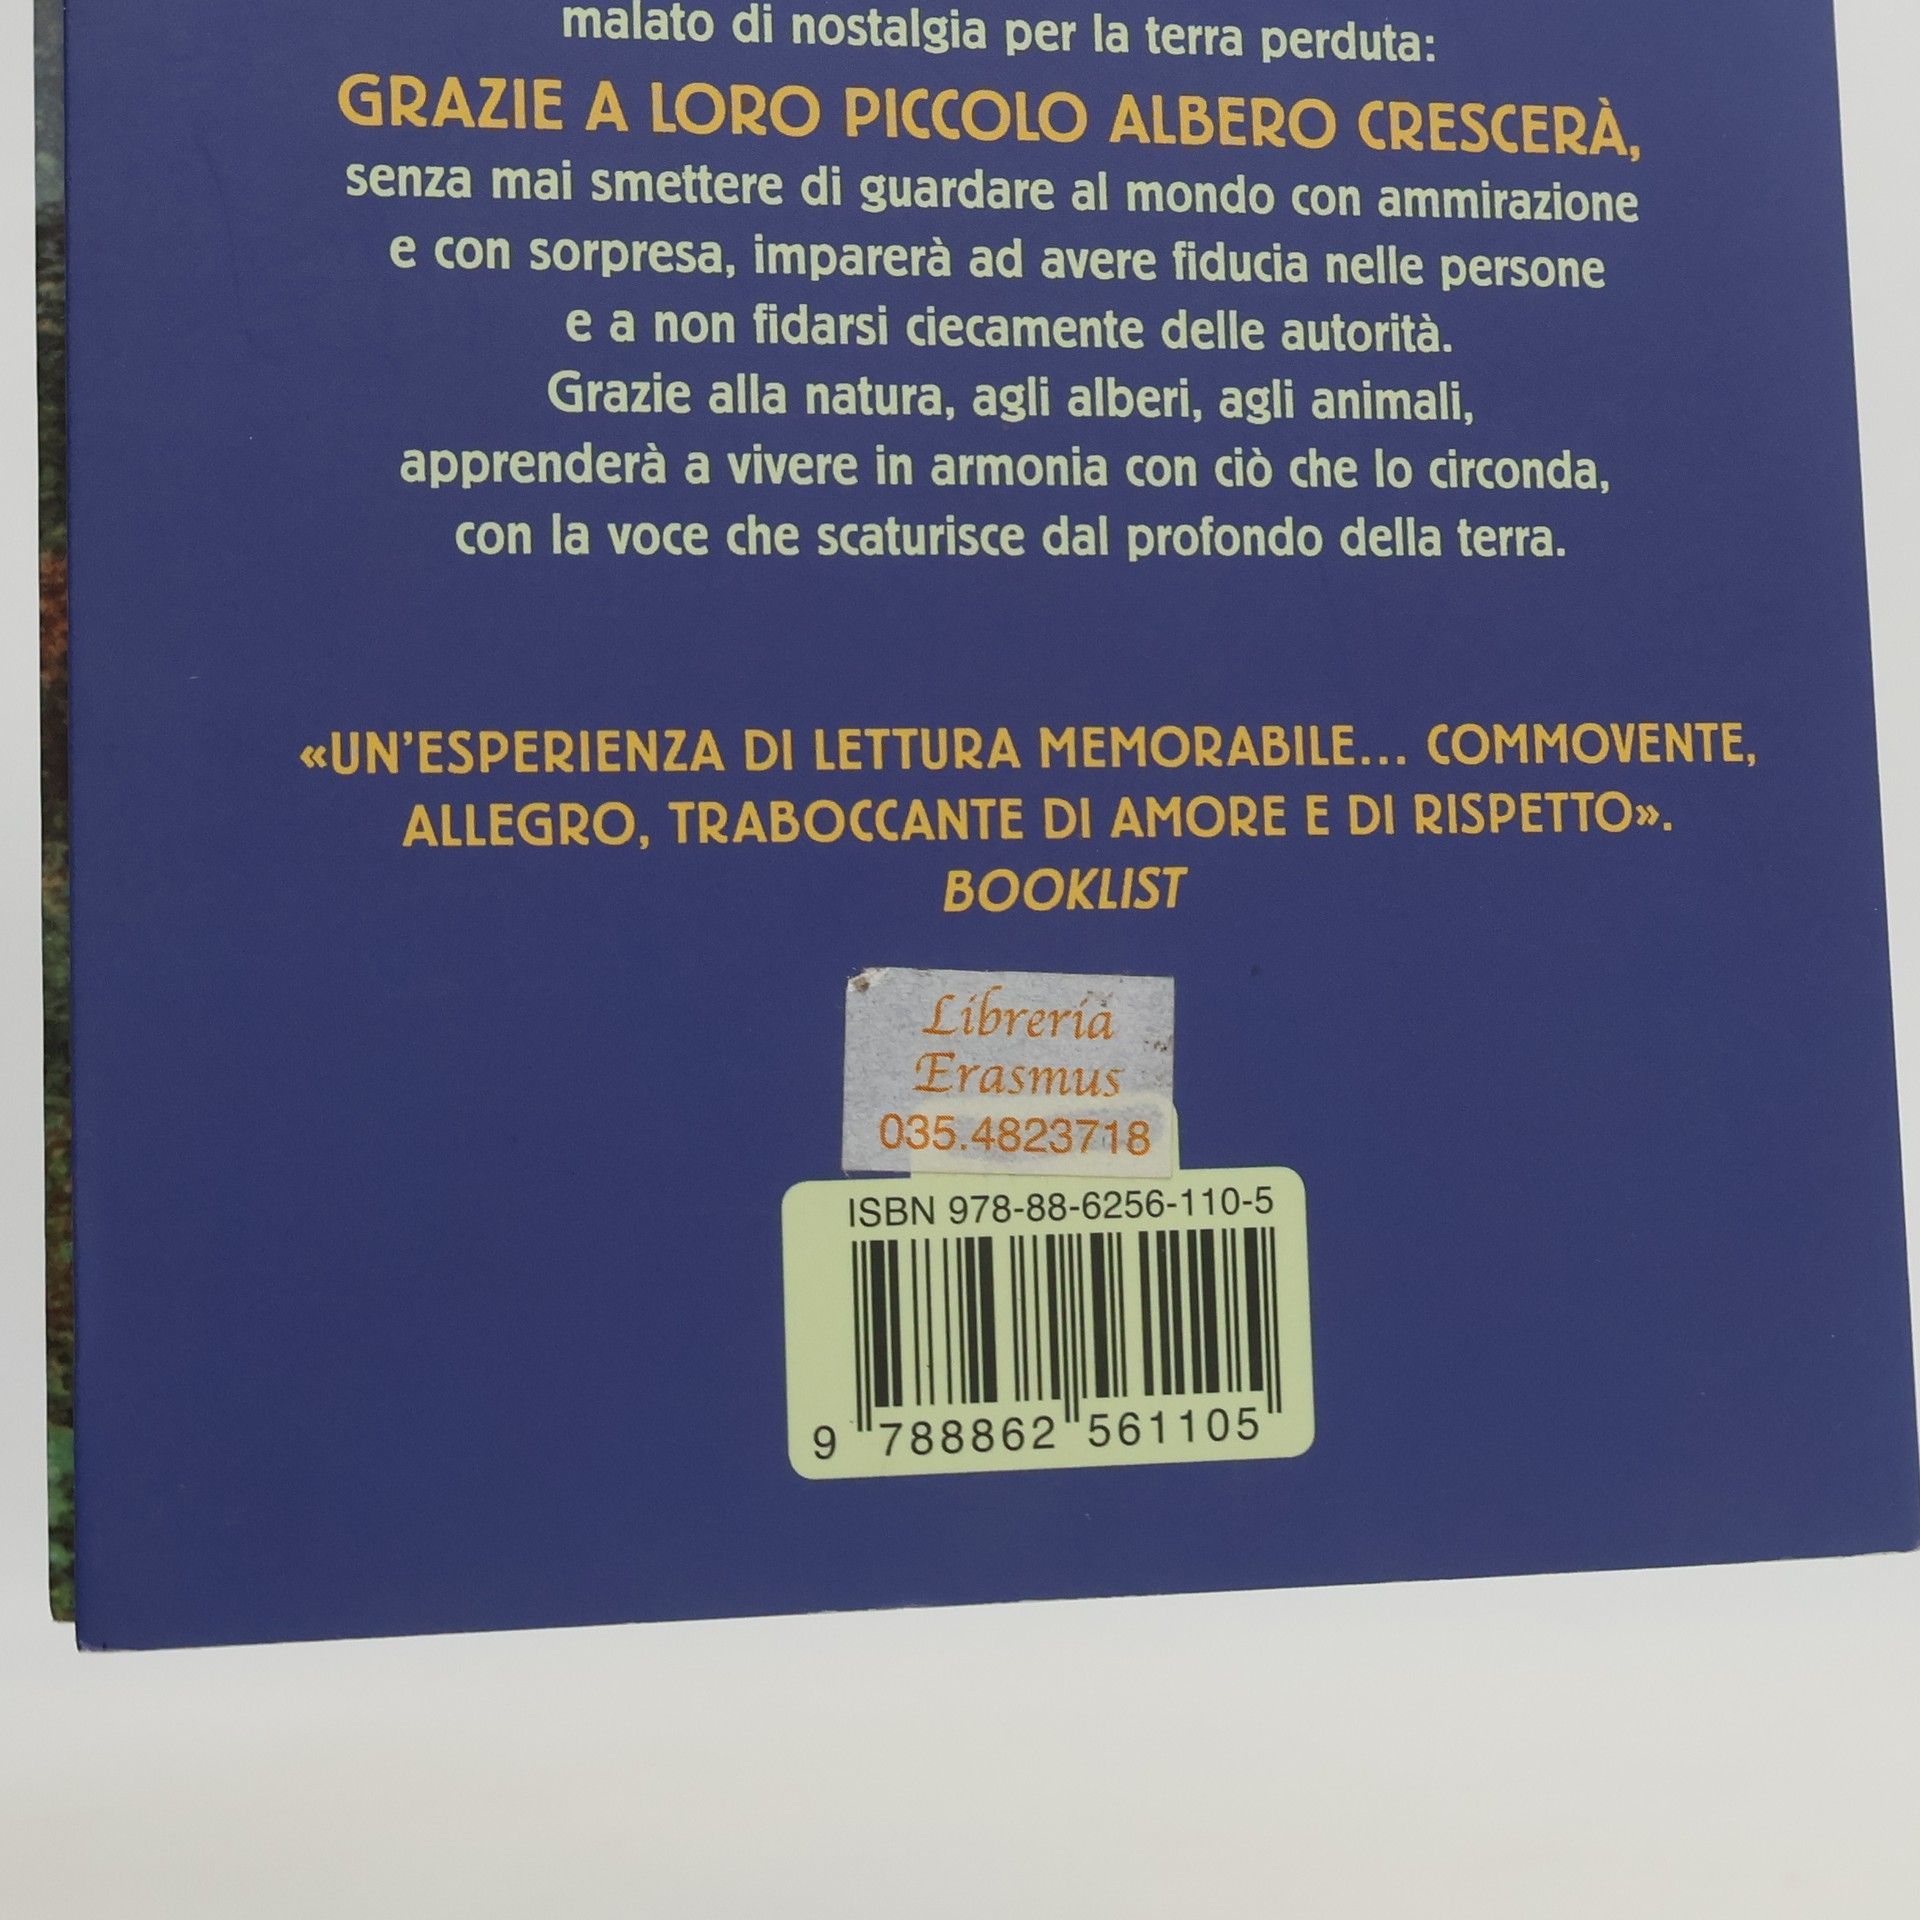 malato di nostalgia per la terra perduta:
GRAZIE A LORO PICCOLO ALBERO CRESCERÀ,
senza mai smettere di guardare al mondo con ammirazione
e con sorpresa, imparerà ad avere fiducia nelle persone
e a non fidarsi ciecamente delle autorità.
Grazie alla natura, agli alberi, agli animali,
apprenderà a vivere in armonia con ciò che lo circonda,
con la voce che scaturisce dal profondo della terra.
«UN'ESPERIENZA DI LETTURA MEMORABILE... COMMOVENTE,
ALLEGRO, TRABOCCANTE DI AMORE E DI RISPETTO».
BOOKLIST
Libreria
Erasmus
035.4823718
ISBN 978-88-6256-110-5
9 788862 561105